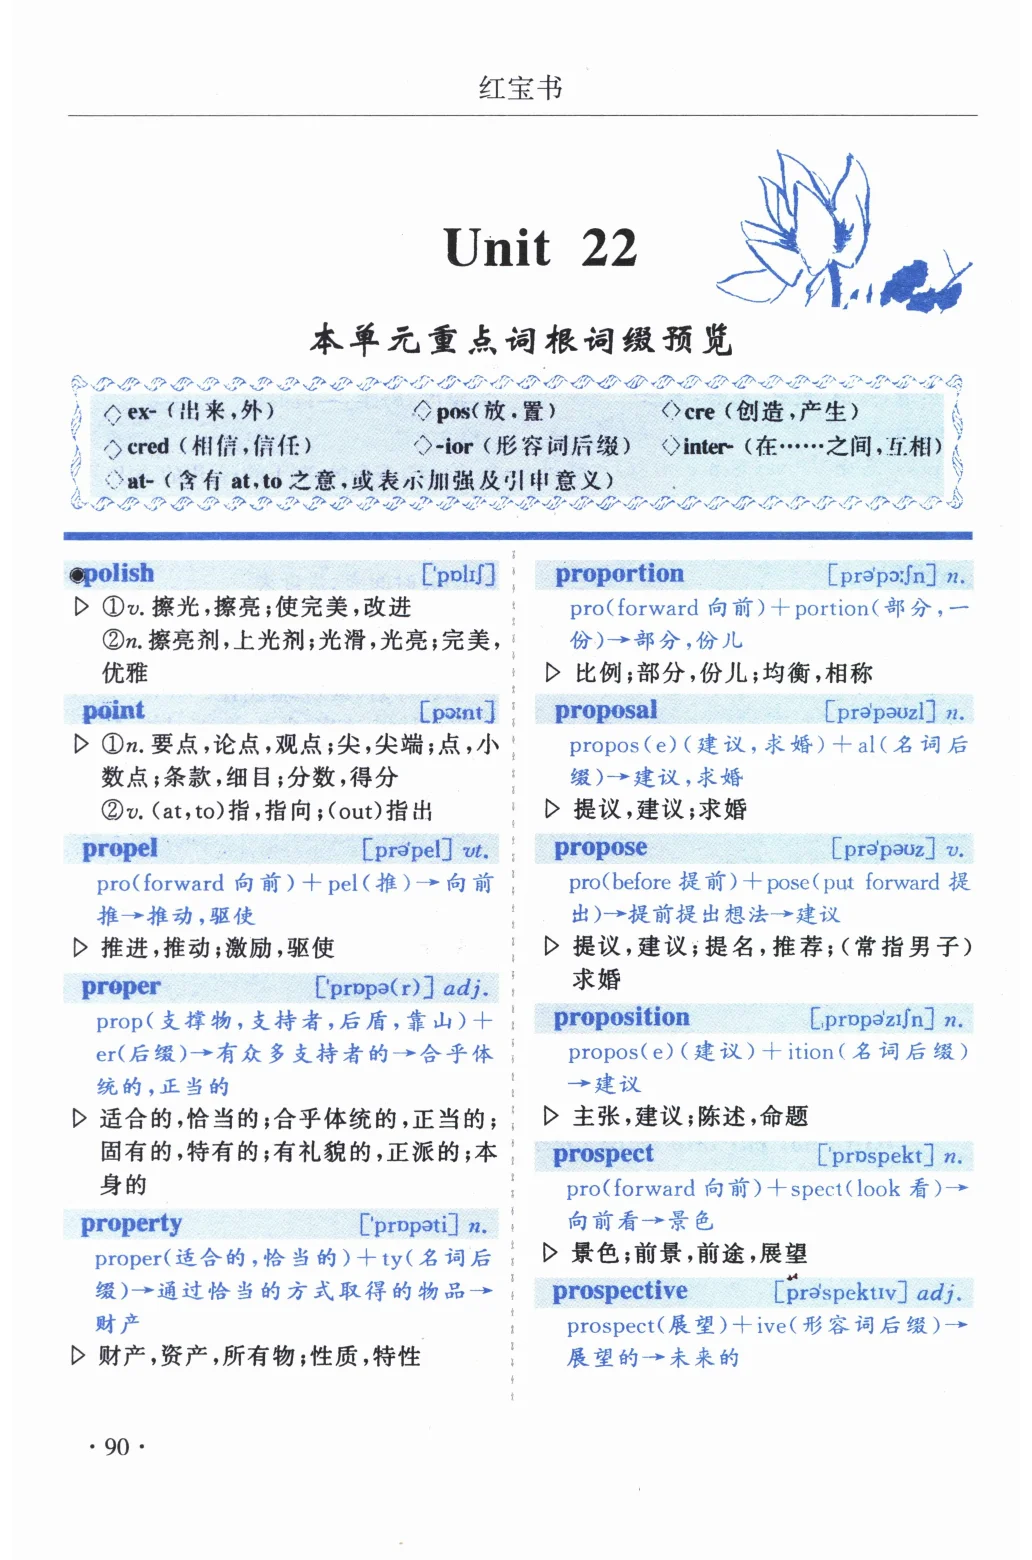 红宝书
Unit 22
本单元重点词根词缀预览
◇ex-（出来,外） ◇pos(放,置) ◇cre（创造,产生）
◇cred（相信,信任） ◇-ior（形容词后缀） ◇inter-（在……之间,互相）
◇at-（含有 at,to 之意,或表示加强及引申意义）
polish ['pɒlɪʃ]
▷ ①v. 擦光,擦亮;使完美,改进
②n. 擦亮剂,上光剂;光滑,光亮;完美,
优雅
point [pɔɪnt]
▷ ①n. 要点,论点,观点;尖,尖端;点,小
数点;条款,细目;分数,得分
②v. (at,to)指,指向;(out)指出
propel [prə'pel] vt.
pro(forward 向前)＋pel(推)→向前
推→推动,驱使
▷ 推进,推动;激励,驱使
proper ['prɒpə(r)] adj.
prop(支撑物,支持者,后盾,靠山)＋
er(后缀)→有众多支持者的→合乎体
统的,正当的
▷ 适合的,恰当的;合乎体统的,正当的;
固有的,特有的;有礼貌的,正派的;本
身的
property ['prɒpəti] n.
proper(适合的,恰当的)＋ty(名词后
缀)→通过恰当的方式取得的物品→
财产
▷ 财产,资产,所有物;性质,特性
proportion [prə'pɔːʃn] n.
pro(forward 向前)＋portion(部分,一
份)→部分,份儿
▷ 比例;部分,份儿;均衡,相称
proposal [prə'pəʊzl] n.
propos(e)(建议,求婚)＋al(名词后
缀)→建议,求婚
▷ 提议,建议;求婚
propose [prə'pəʊz] v.
pro(before 提前)＋pose(put forward 提
出)→提前提出想法→建议
▷ 提议,建议;提名,推荐;(常指男子)
求婚
proposition [ˌprɒpə'zɪʃn] n.
propos(e)(建议)＋ition(名词后缀)
→建议
▷ 主张,建议;陈述,命题
prospect ['prɒspekt] n.
pro(forward 向前)＋spect(look 看)→
向前看→景色
▷ 景色;前景,前途,展望
prospective [prə'spektɪv] adj.
prospect(展望)＋ive(形容词后缀)→
展望的→未来的
·90·